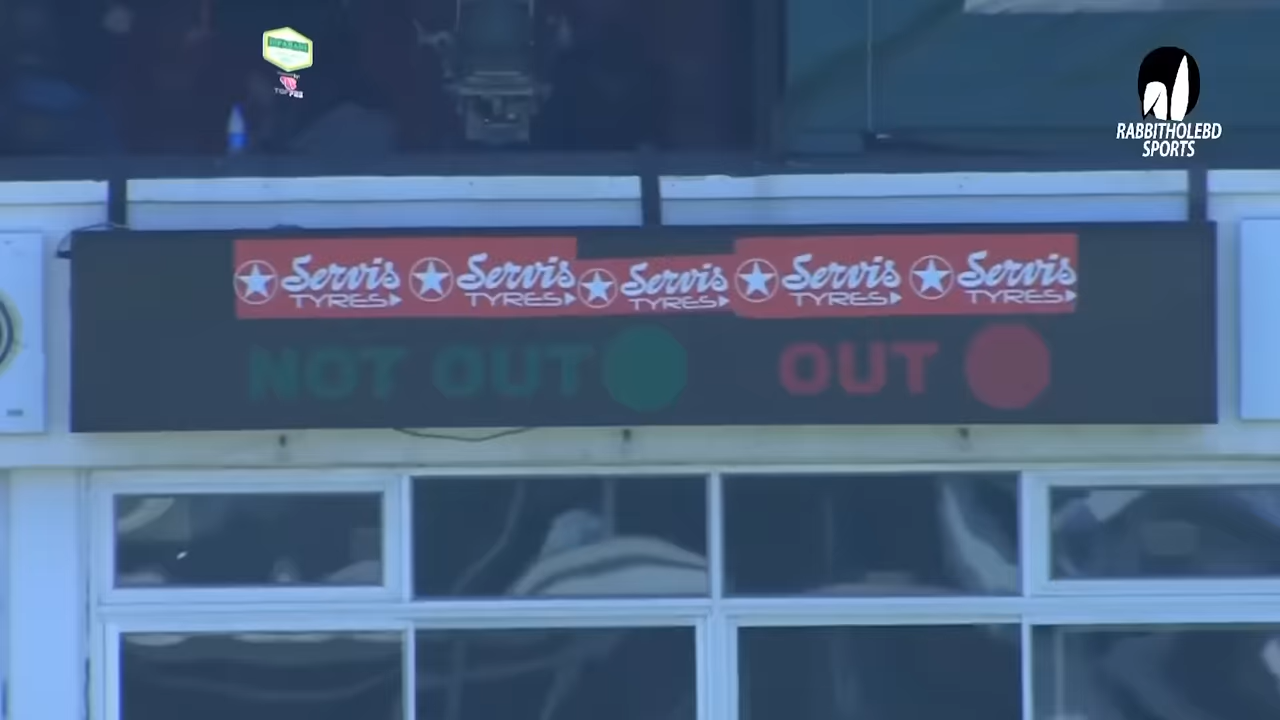 RABBITHOLEBD
SPORTS
Servis Servis Servis Servis Servis
TYRES TYRES TYRES TYRES TYRES
NOT OUT OUT